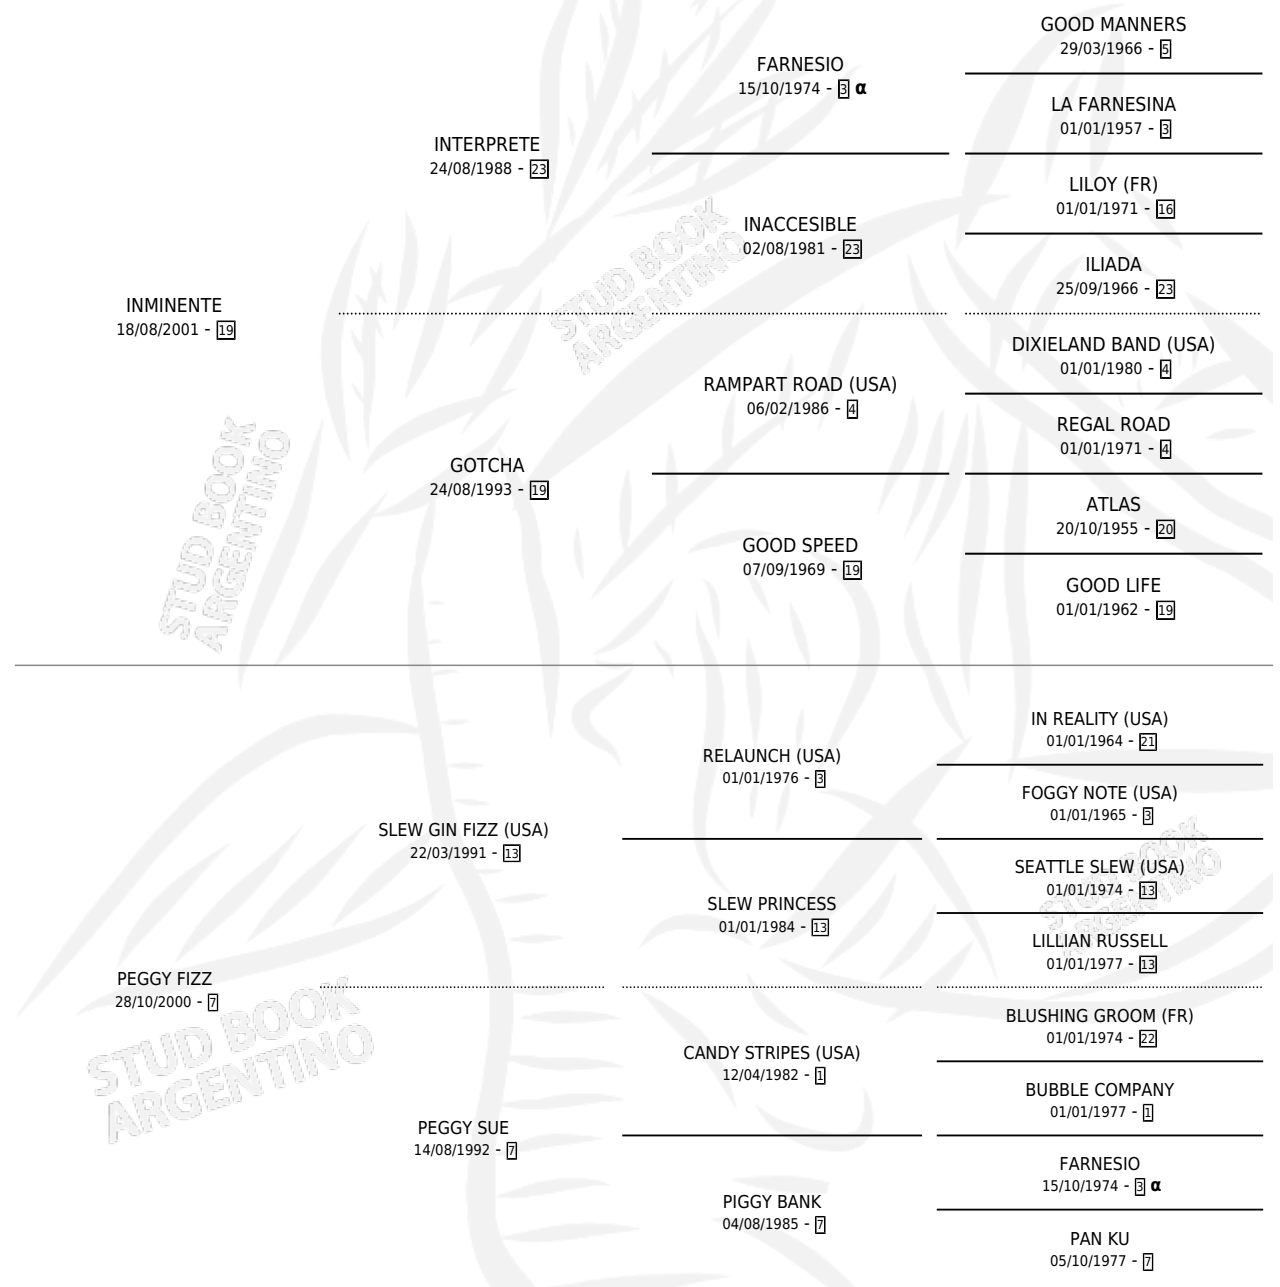 GOOD MANNERS
29/03/1966 - 5
FARNESIO
15/10/1974 - 3 α
LA FARNESINA
01/01/1957 - 3
INTERPRETE
24/08/1988 - 23
LILOY (FR)
01/01/1971 - 16
INACCESIBLE
02/08/1981 - 23
ILIADA
25/09/1966 - 23
INMINENTE
18/08/2001 - 19
DIXIELAND BAND (USA)
01/01/1980 - 4
RAMPART ROAD (USA)
06/02/1986 - 4
REGAL ROAD
01/01/1971 - 4
GOTCHA
24/08/1993 - 19
ATLAS
20/10/1955 - 20
GOOD SPEED
07/09/1969 - 19
GOOD LIFE
01/01/1962 - 19
IN REALITY (USA)
01/01/1964 - 21
RELAUNCH (USA)
01/01/1976 - 3
FOGGY NOTE (USA)
01/01/1965 - 3
SLEW GIN FIZZ (USA)
22/03/1991 - 13
SEATTLE SLEW (USA)
01/01/1974 - 13
SLEW PRINCESS
01/01/1984 - 13
LILLIAN RUSSELL
01/01/1977 - 13
PEGGY FIZZ
28/10/2000 - 7
BLUSHING GROOM (FR)
01/01/1974 - 22
CANDY STRIPES (USA)
12/04/1982 - 1
BUBBLE COMPANY
01/01/1977 - 1
PEGGY SUE
14/08/1992 - 7
FARNESIO
15/10/1974 - 3 α
PIGGY BANK
04/08/1985 - 7
PAN KU
05/10/1977 - 7
STUD BOOK
ARGENTINO
STUD BOOK
ARGENTINO
STUD BOOK
ARGENTINO
STUD BOOK
ARGENTINO